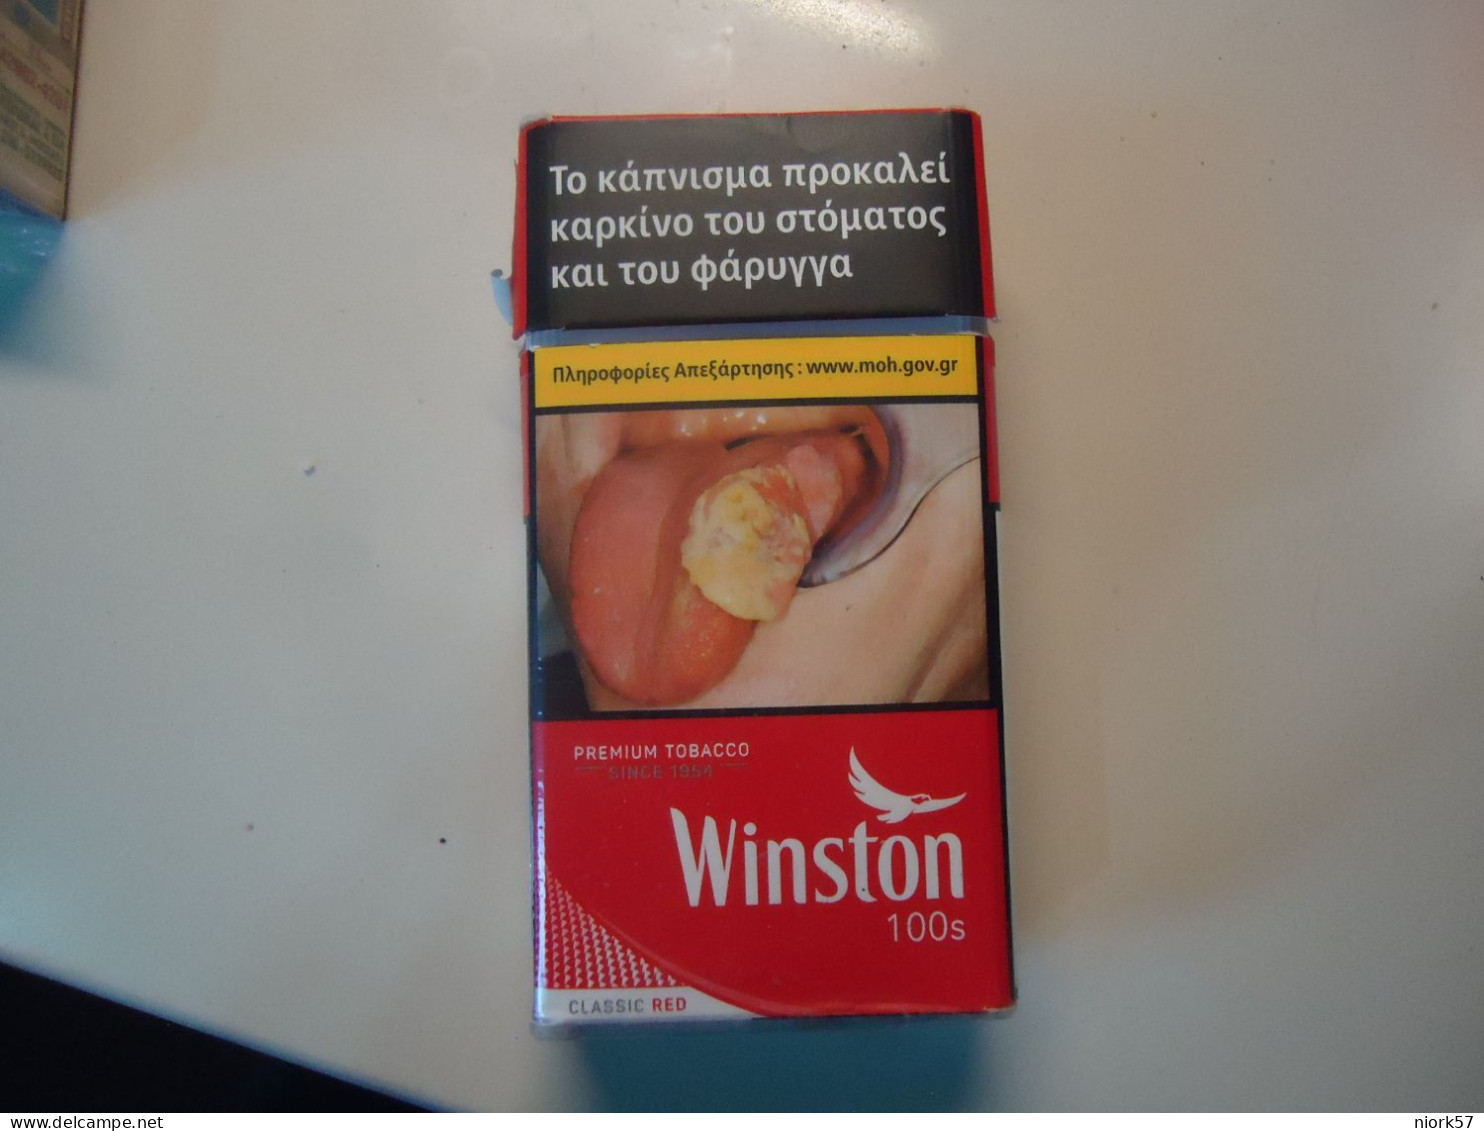 Το κάπνισμα προκαλεί
καρκίνο του στόματος
και του φάρυγγα
Πληροφορίες Απεξάρτησης : www.moh.gov.gr
PREMIUM TOBACCO
SINCE 1954
Winston
100s
CLASSIC RED
www.delcampe.net
niork57